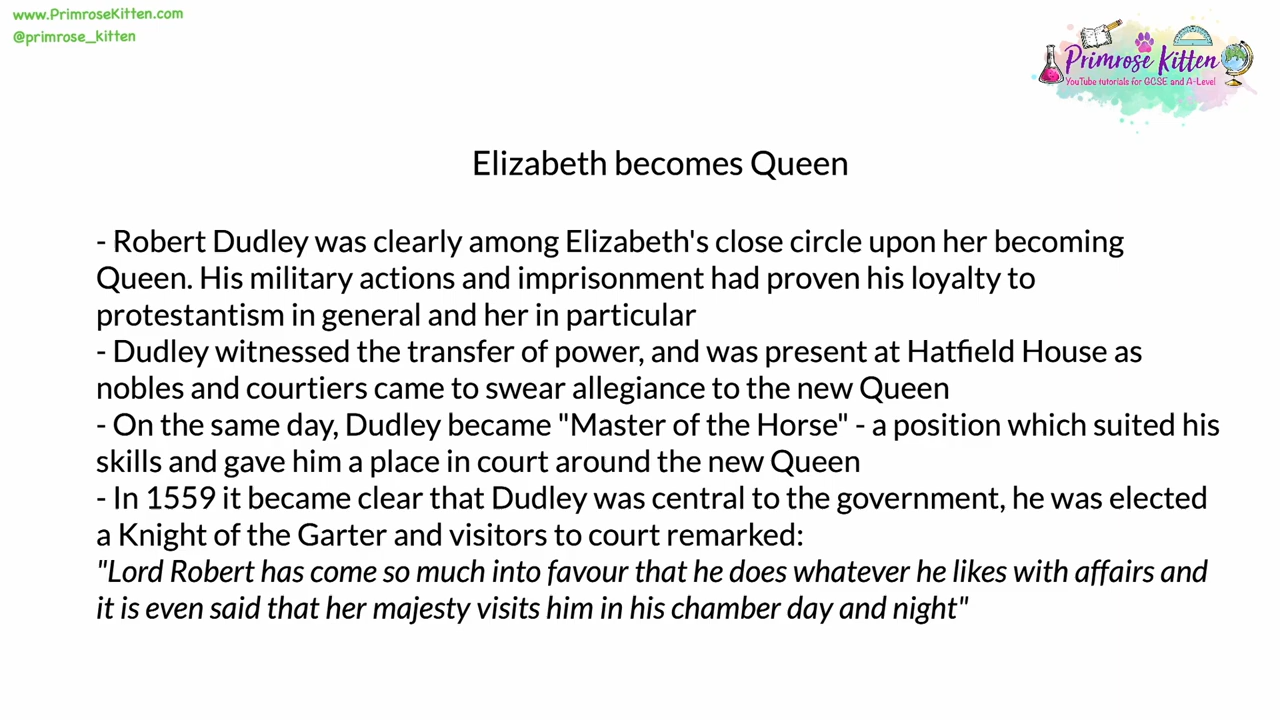 www.PrimroseKitten.com
@primrose_kitten
Primrose Kitten
YouTube tutorials for GCSE and A-Level
Elizabeth becomes Queen
- Robert Dudley was clearly among Elizabeth's close circle upon her becoming
Queen. His military actions and imprisonment had proven his loyalty to
protestantism in general and her in particular
- Dudley witnessed the transfer of power, and was present at Hatfield House as
nobles and courtiers came to swear allegiance to the new Queen
- On the same day, Dudley became "Master of the Horse" - a position which suited his
skills and gave him a place in court around the new Queen
- In 1559 it became clear that Dudley was central to the government, he was elected
a Knight of the Garter and visitors to court remarked:
"Lord Robert has come so much into favour that he does whatever he likes with affairs and
it is even said that her majesty visits him in his chamber day and night"